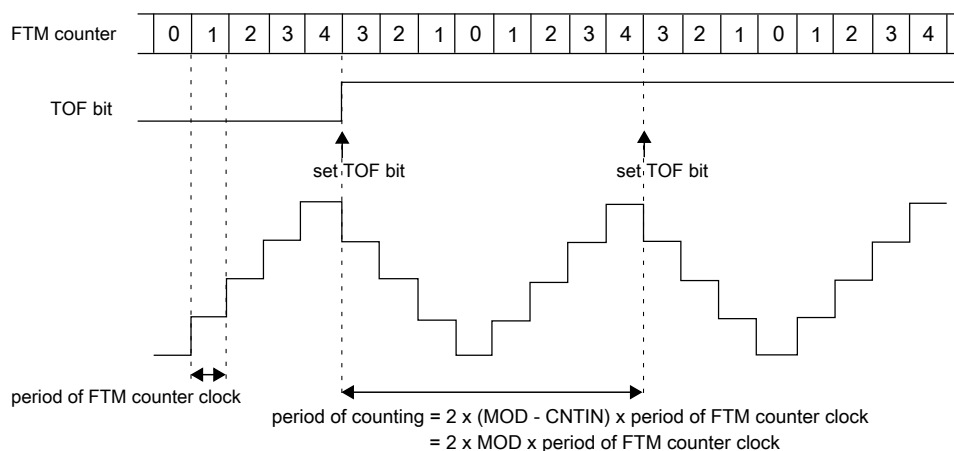 FTM counter 0 1 2 3 4 3 2 1 0 1 2 3 4 3 2 1 0 1 2 3 4
TOF bit
set TOF bit set TOF bit
period of FTM counter clock
period of counting = 2 x (MOD - CNTIN) x period of FTM counter clock
= 2 x MOD x period of FTM counter clock